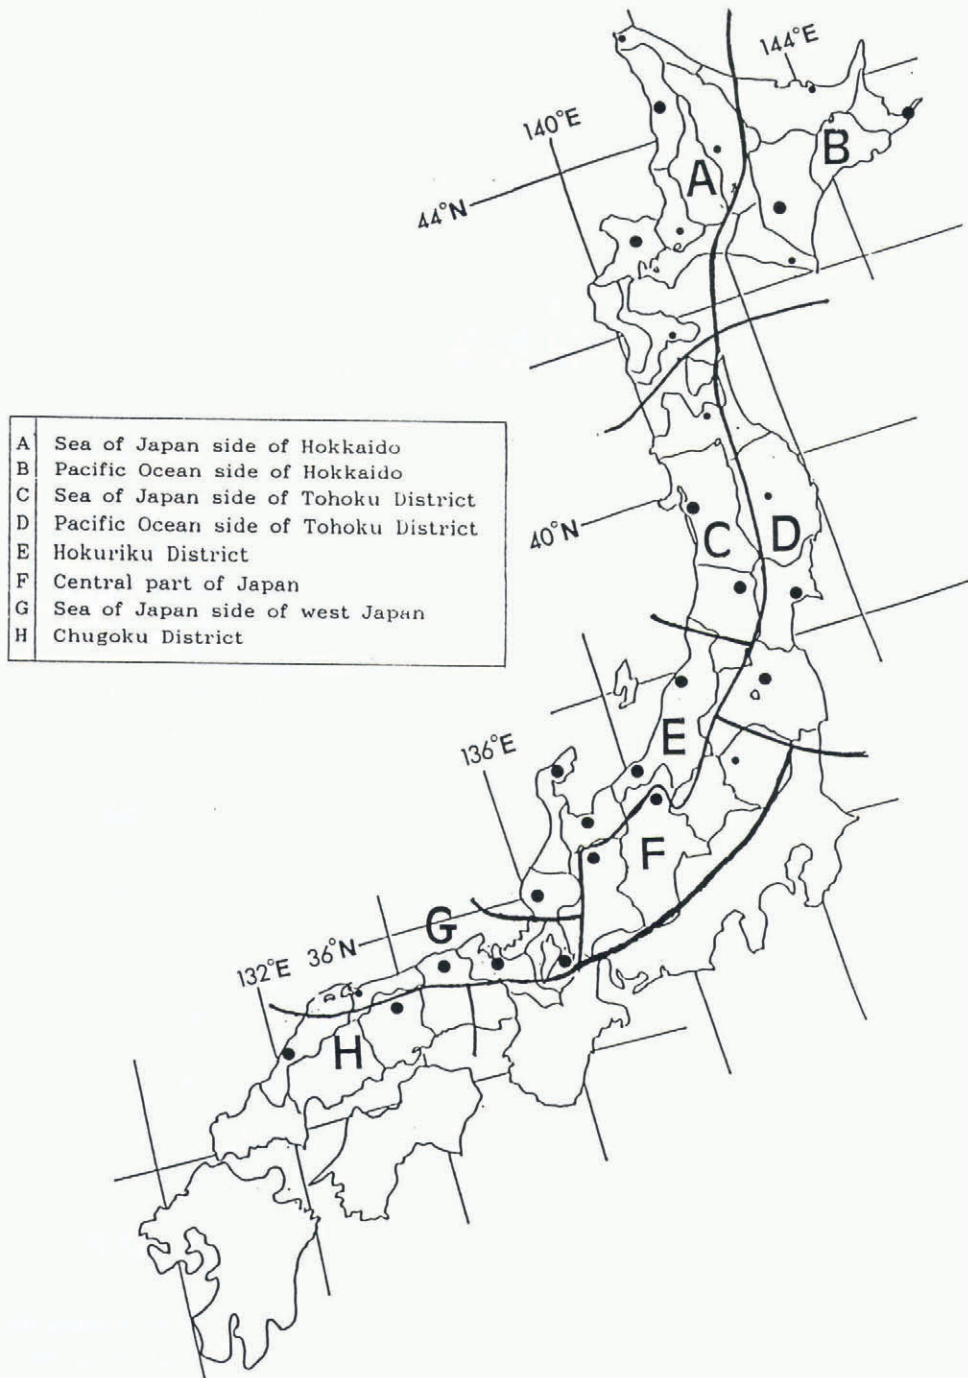 144°E
140°E
B
A
44°N
A Sea of Japan side of Hokkaido
B Pacific Ocean side of Hokkaido
C Sea of Japan side of Tohoku District
D Pacific Ocean side of Tohoku District
E Hokuriku District
F Central part of Japan
G Sea of Japan side of west Japan
H Chugoku District
40°N
C
D
E
136°E
F
G
36°N
132°E
H